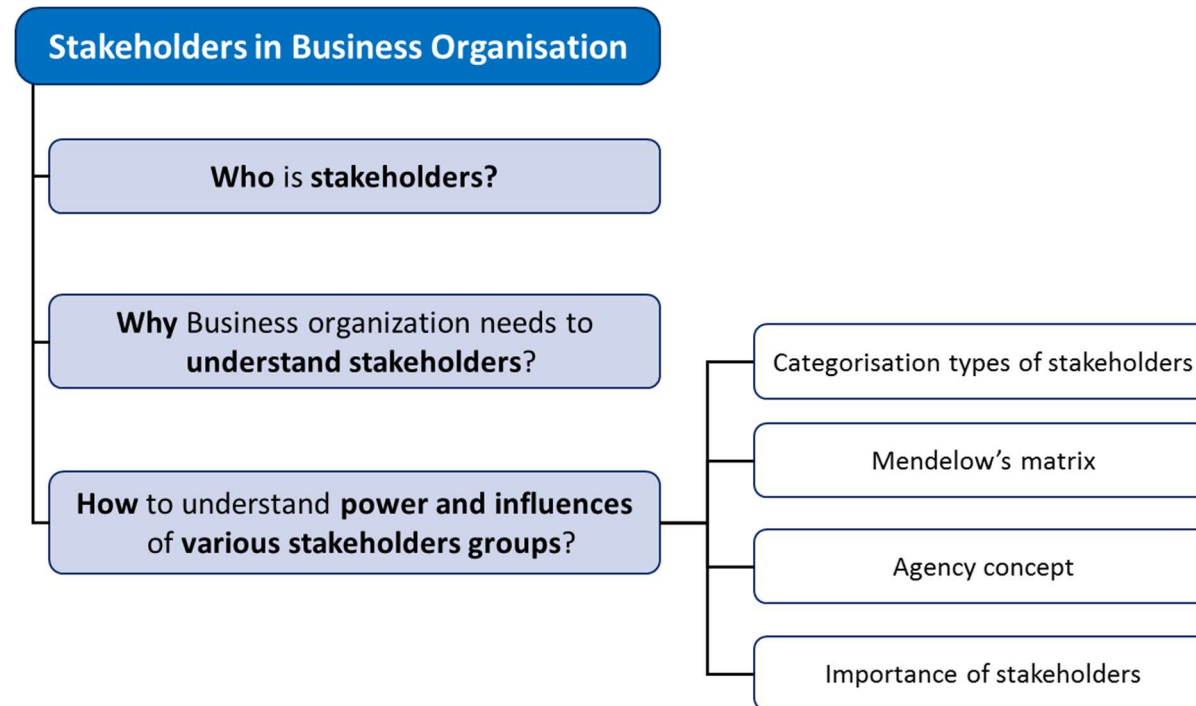 Stakeholders in Business Organisation
Who is stakeholders?
Why Business organization needs to
understand stakeholders?
How to understand power and influences
of various stakeholders groups?
Categorisation types of stakeholders
Mendelow’s matrix
Agency concept
Importance of stakeholders